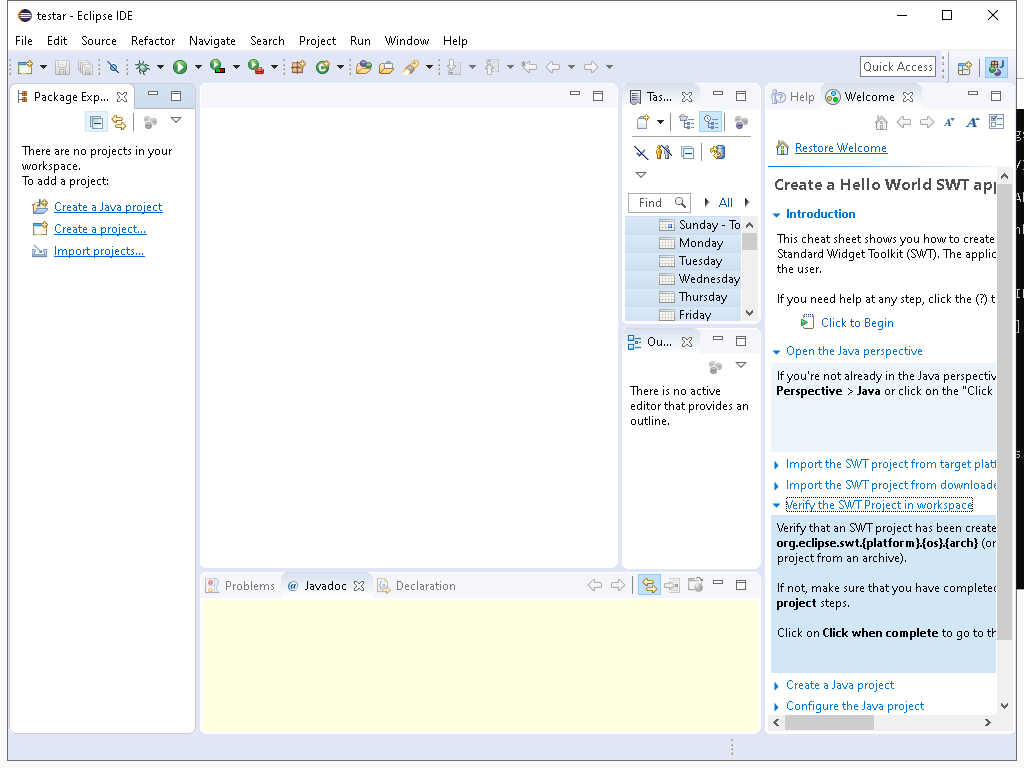 testar - Eclipse IDE
File Edit Source Refactor Navigate Search Project Run Window Help
Quick Access
Package Exp...
There are no projects in your
workspace.
To add a project:
Create a Java project
Create a project...
Import projects...
Tas...
Find
All
Sunday - To
Monday
Tuesday
Wednesday
Thursday
Friday
Ou...
There is no active
editor that provides an
outline.
Problems
@ Javadoc
Declaration
Help
Welcome
Restore Welcome
Create a Hello World SWT app
Introduction
This cheat sheet shows you how to create
Standard Widget Toolkit (SWT). The applic
the user.
If you need help at any step, click the (?) t
Click to Begin
Open the Java perspective
If you're not already in the Java perspectiv
Perspective > Java or click on the "Click
Import the SWT project from target platf
Import the SWT project from downloade
Verify the SWT Project in workspace
Verify that an SWT project has been create
org.eclipse.swt.{platform}.{os}.{arch} (or
project from an archive).
If not, make sure that you have completed
project steps.
Click on Click when complete to go to th
Create a Java project
Configure the Java project